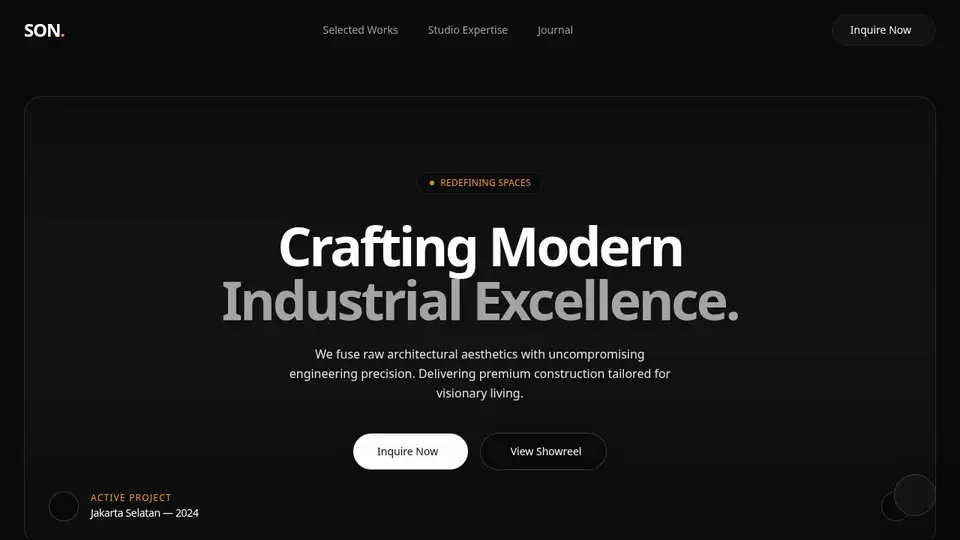 SON.
Selected Works
Studio Expertise
Journal
Inquire Now
REDEFINING SPACES
Crafting Modern
Industrial Excellence.
We fuse raw architectural aesthetics with uncompromising
engineering precision. Delivering premium construction tailored for
visionary living.
Inquire Now
View Showreel
ACTIVE PROJECT
Jakarta Selatan — 2024